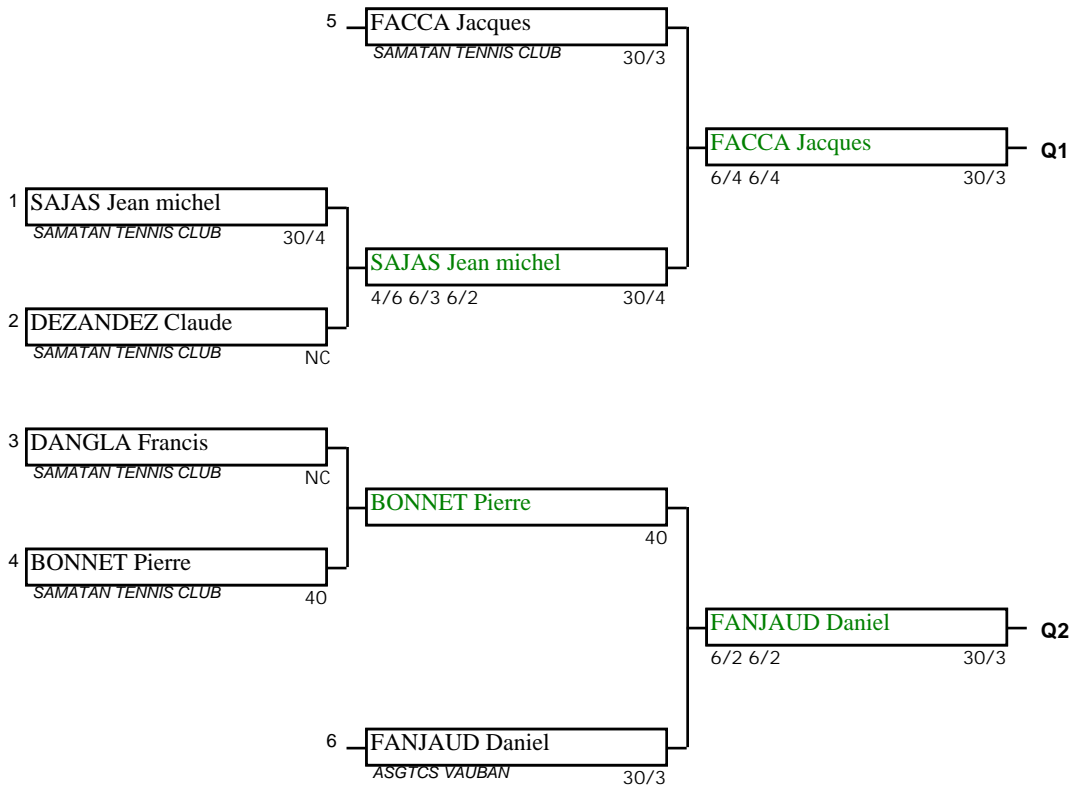 5 FACCA Jacques
SAMATAN TENNIS CLUB 30/3
FACCA Jacques Q1
6/4 6/4 30/3
1 SAJAS Jean michel
SAMATAN TENNIS CLUB 30/4
SAJAS Jean michel
4/6 6/3 6/2 30/4
2 DEZANDEZ Claude
SAMATAN TENNIS CLUB NC
3 DANGLA Francis
SAMATAN TENNIS CLUB NC
BONNET Pierre
40
4 BONNET Pierre
SAMATAN TENNIS CLUB 40
FANJAUD Daniel Q2
6/2 6/2 30/3
6 FANJAUD Daniel
ASGTCS VAUBAN 30/3